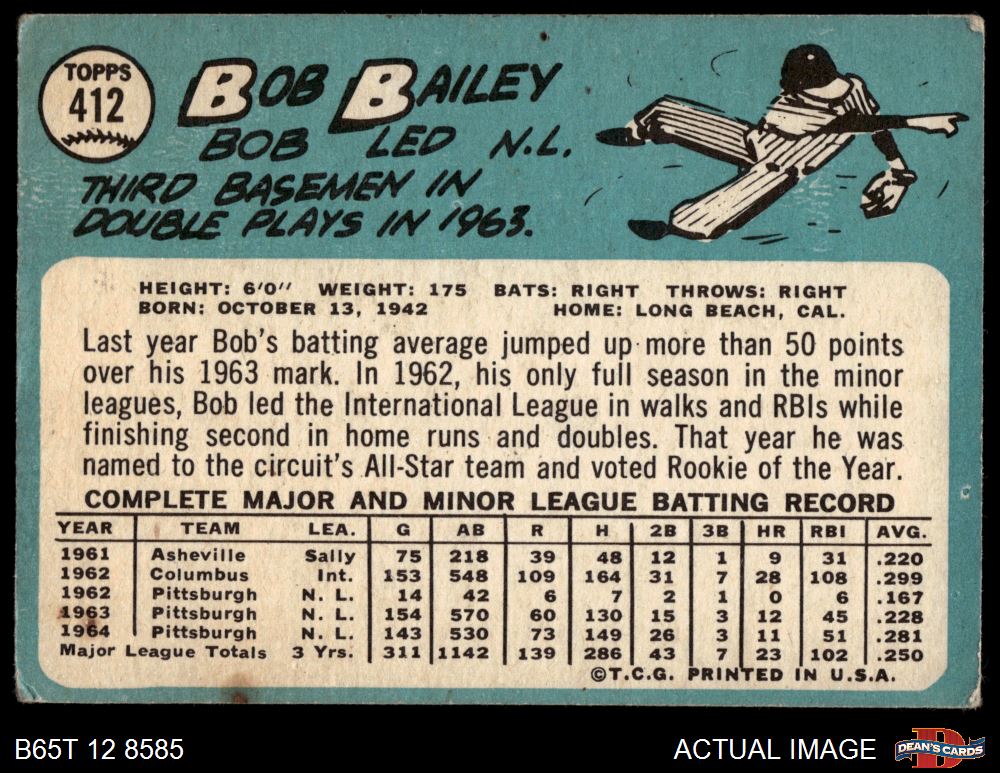 TOPPS
412
BOB BAILEY
BOB LED N.L.
THIRD BASEMEN IN
DOUBLE PLAYS IN 1963.
HEIGHT: 6'0" WEIGHT: 175 BATS: RIGHT THROWS: RIGHT
BORN: OCTOBER 13, 1942 HOME: LONG BEACH, CAL.
Last year Bob's batting average jumped up more than 50 points
over his 1963 mark. In 1962, his only full season in the minor
leagues, Bob led the International League in walks and RBIs while
finishing second in home runs and doubles. That year he was
named to the circuit's All-Star team and voted Rookie of the Year.
COMPLETE MAJOR AND MINOR LEAGUE BATTING RECORD
YEAR TEAM LEA. G AB R H 2B 3B HR RBI AVG.
1961 Asheville Sally 75 218 39 48 12 1 9 31 .220
1962 Columbus Int. 153 548 109 164 31 7 28 108 .299
1962 Pittsburgh N. L. 14 42 6 7 2 1 0 6 .167
1963 Pittsburgh N. L. 154 570 60 130 15 3 12 45 .228
1964 Pittsburgh N. L. 143 530 73 149 26 3 11 51 .281
Major League Totals 3 Yrs. 311 1142 139 286 43 7 23 102 .250
©T.C.G. PRINTED IN U.S.A.
B65T 12 8585 ACTUAL IMAGE D DEAN'S CARDS